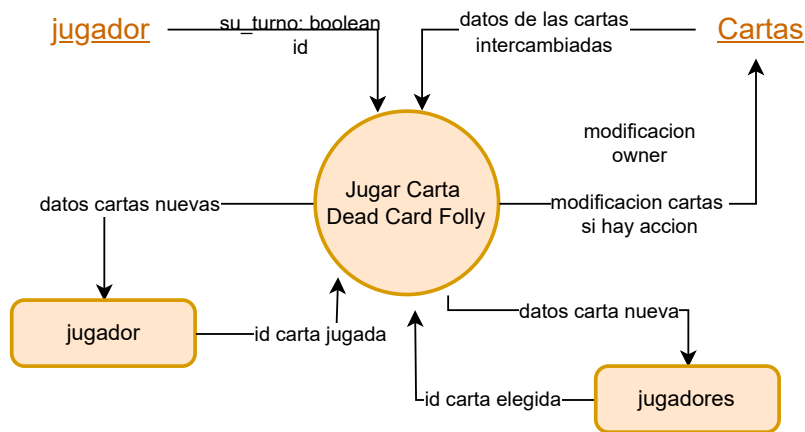 jugador
su_turno: boolean
id
datos de las cartas
intercambiadas
Cartas
modificacion
owner
Jugar Carta
Dead Card Folly
datos cartas nuevas
modificacion cartas
si hay accion
jugador
id carta jugada
datos carta nueva
id carta elegida
jugadores